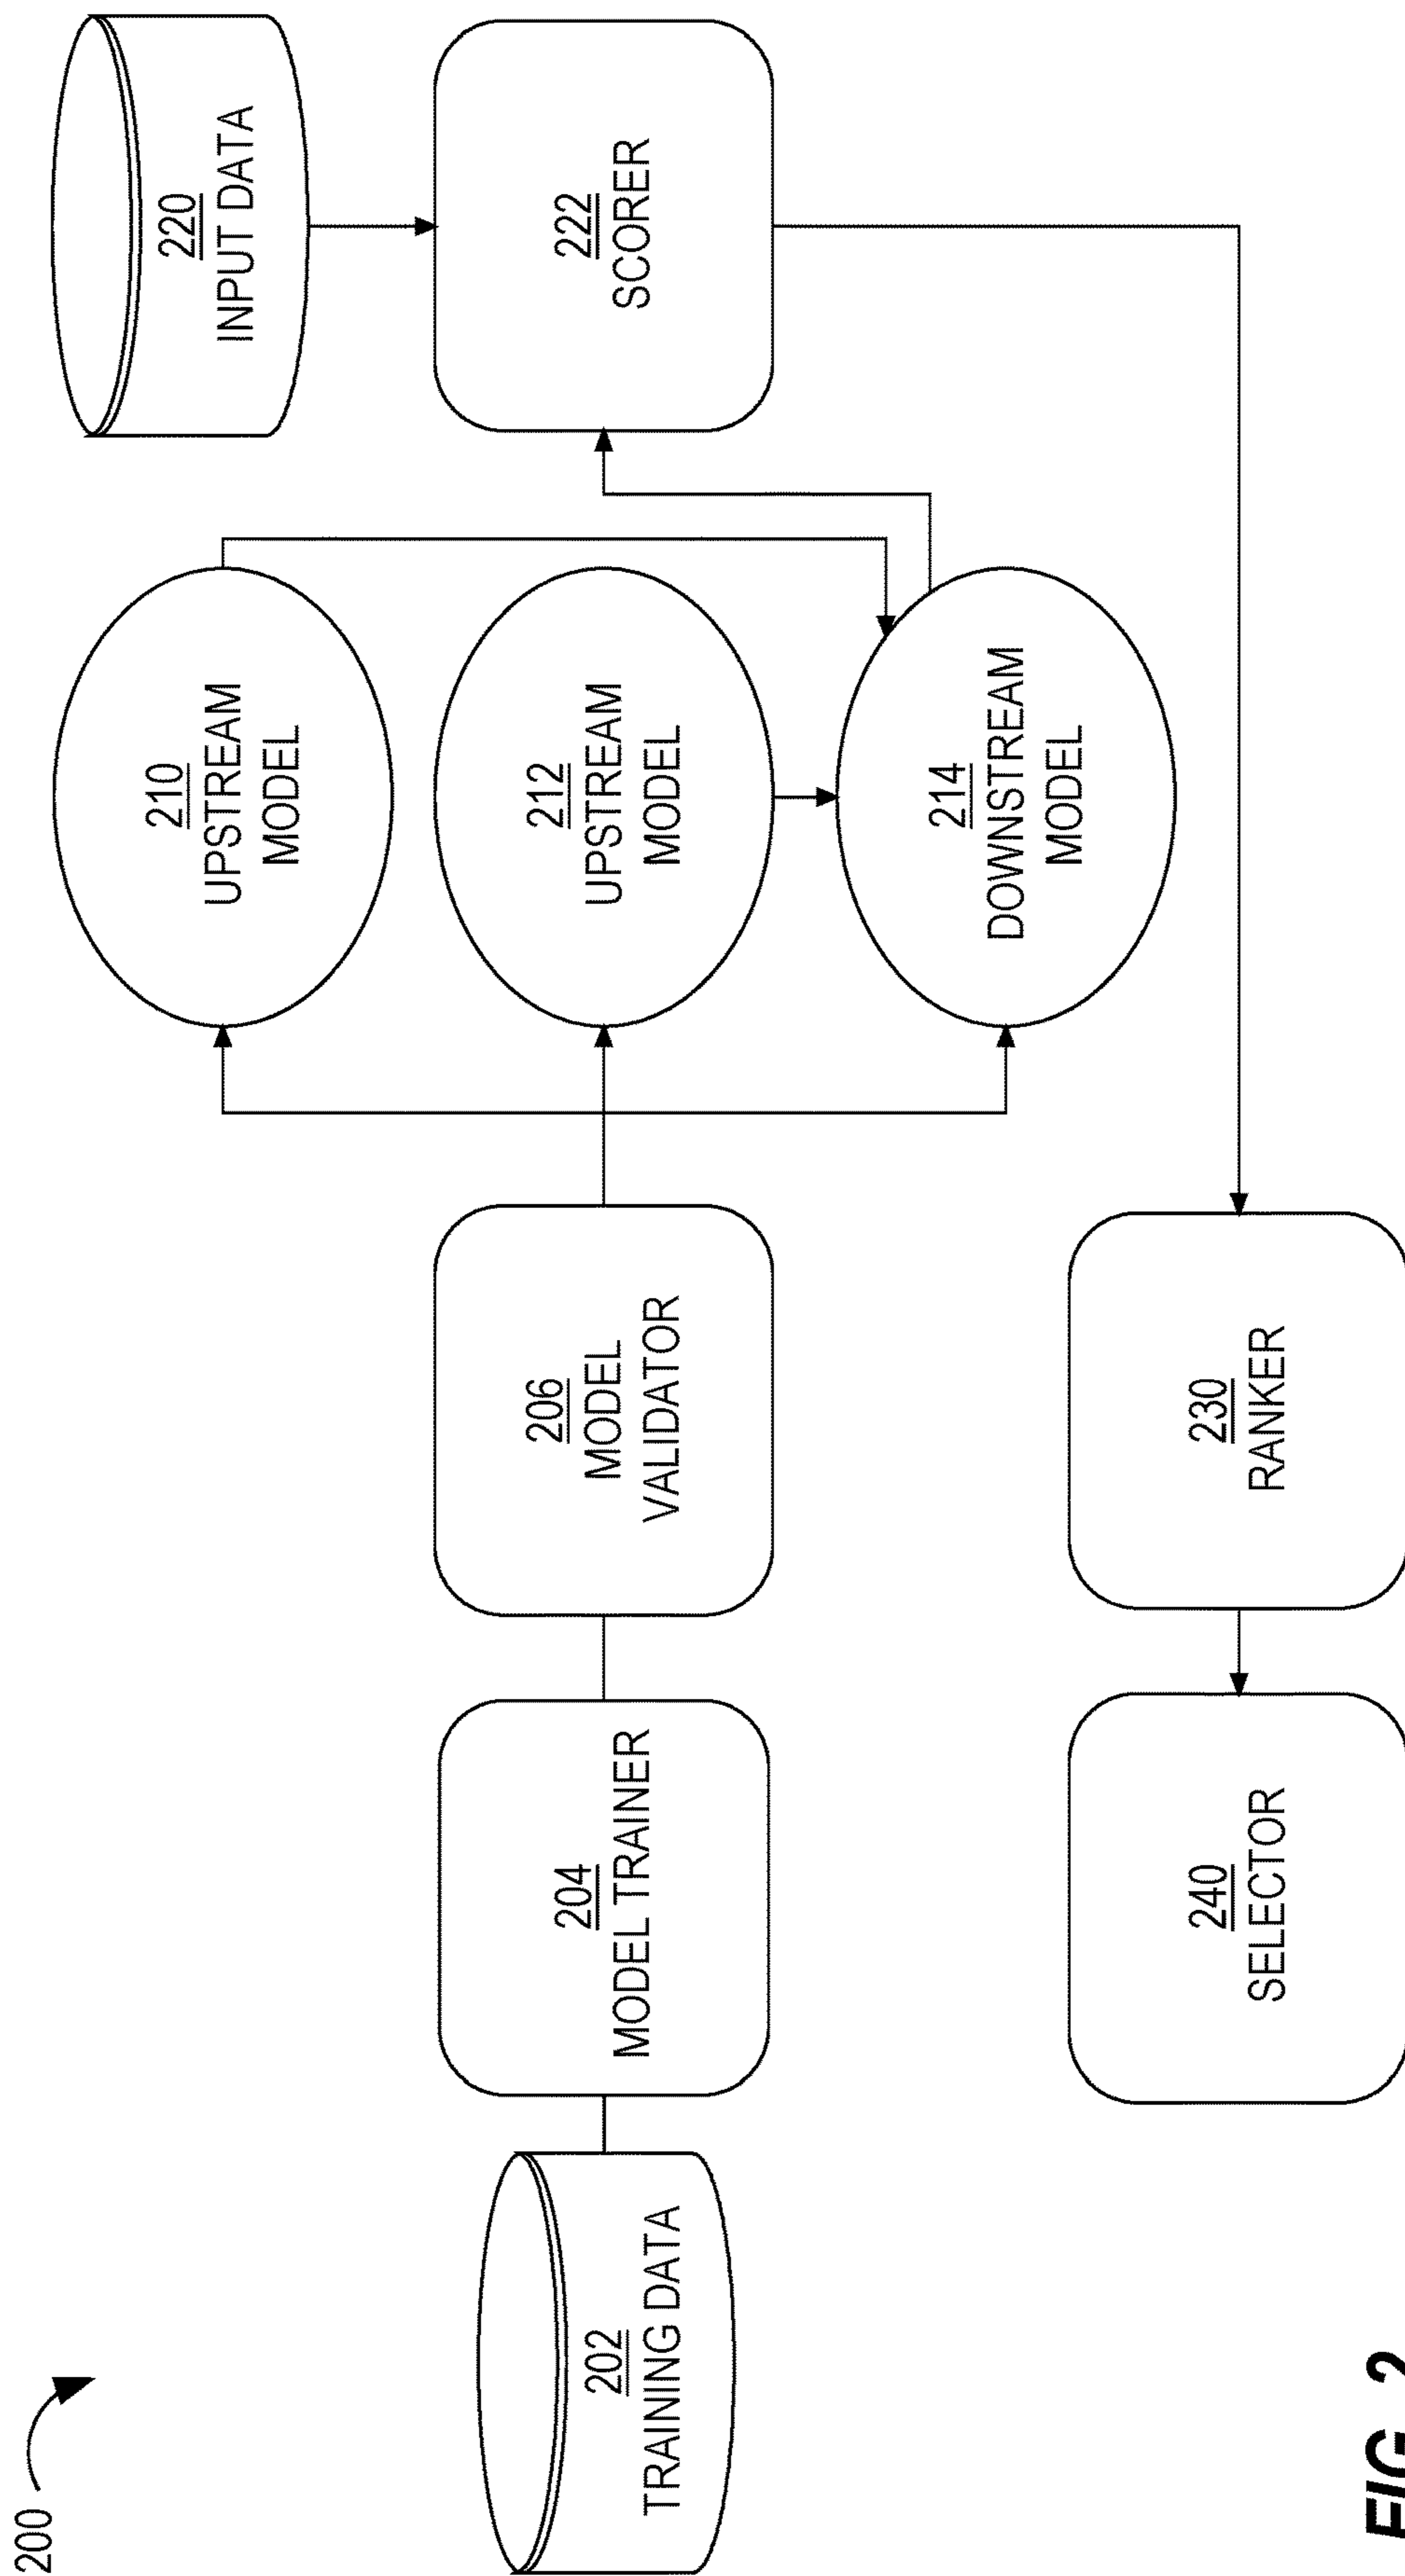 200
202
TRAINING DATA
204
MODEL TRAINER
206
MODEL
VALIDATOR
210
UPSTREAM
MODEL
212
UPSTREAM
MODEL
214
DOWNSTREAM
MODEL
220
INPUT DATA
222
SCORER
230
RANKER
240
SELECTOR
FIG. 2